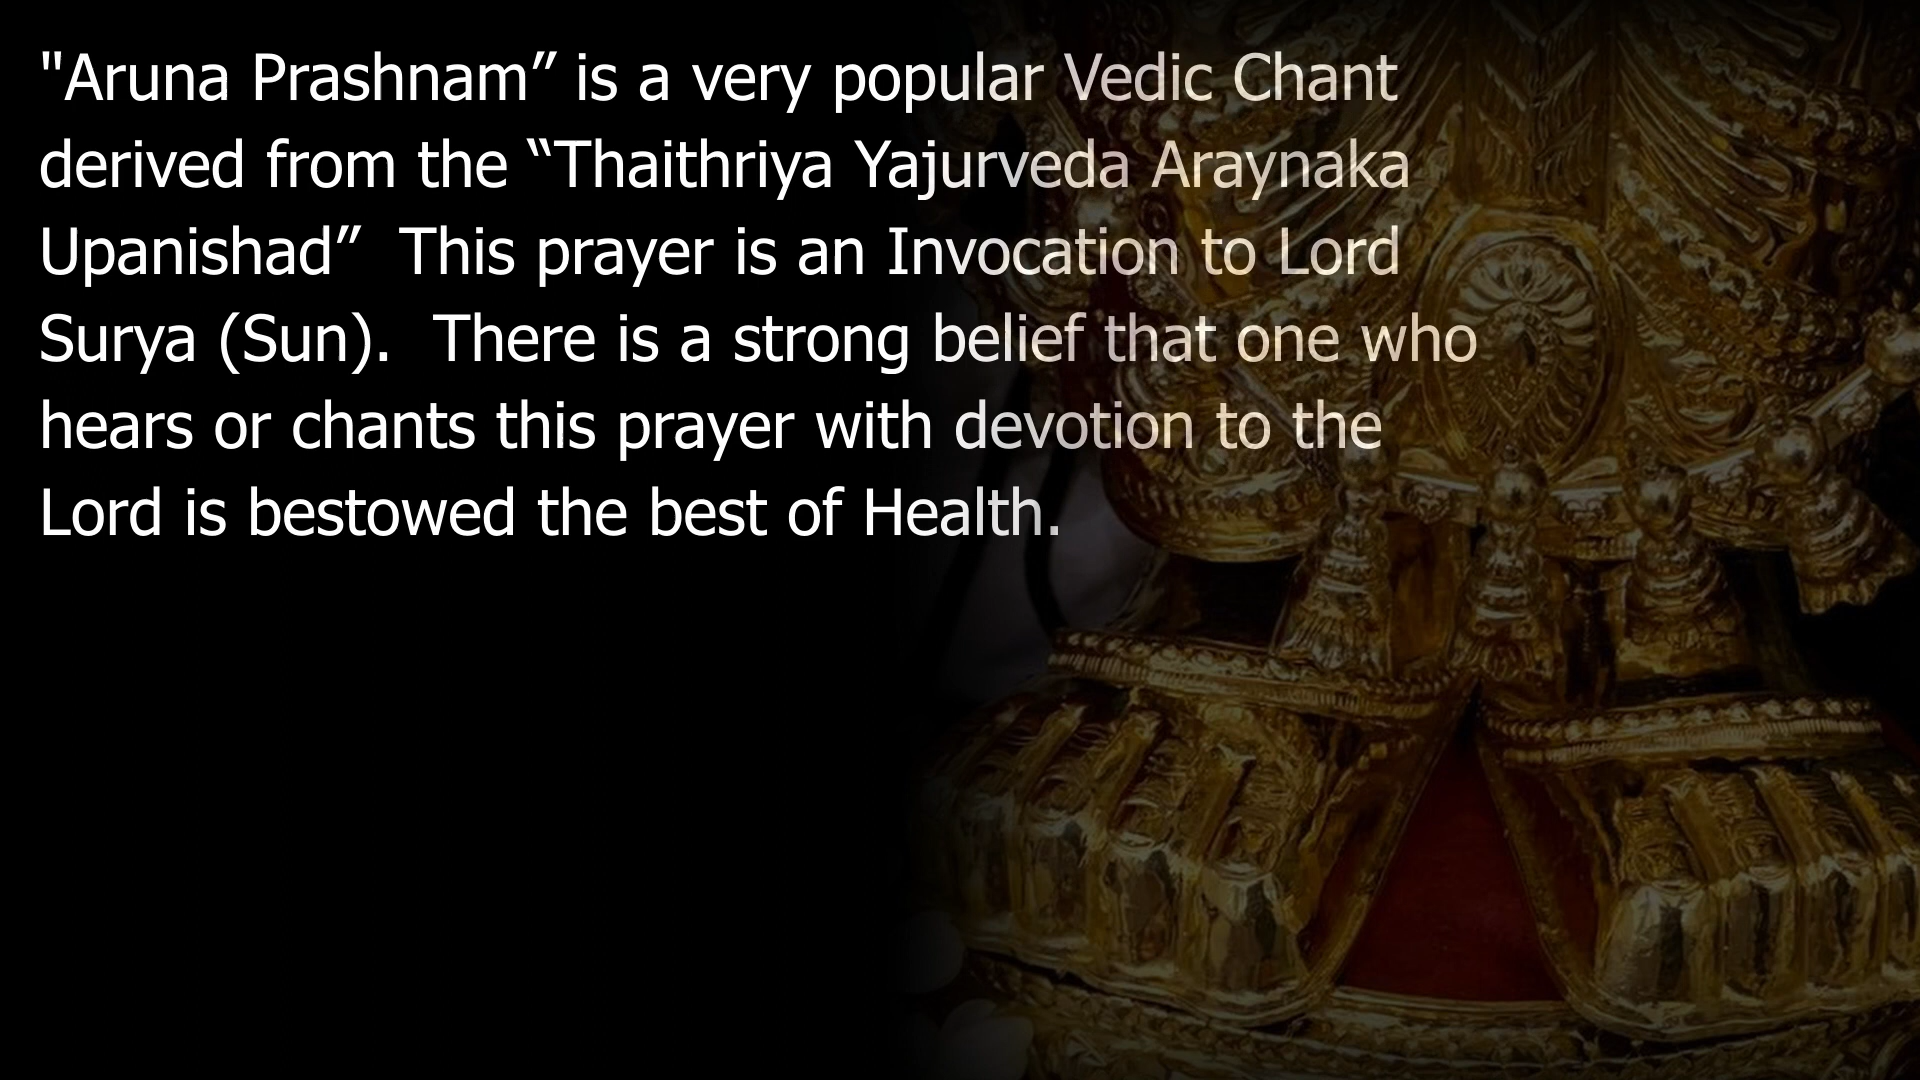 "Aruna Prashnam” is a very popular Vedic Chant
derived from the “Thaithriya Yajurveda Araynaka
Upanishad”  This prayer is an Invocation to Lord
Surya (Sun).  There is a strong belief that one who
hears or chants this prayer with devotion to the
Lord is bestowed the best of Health.